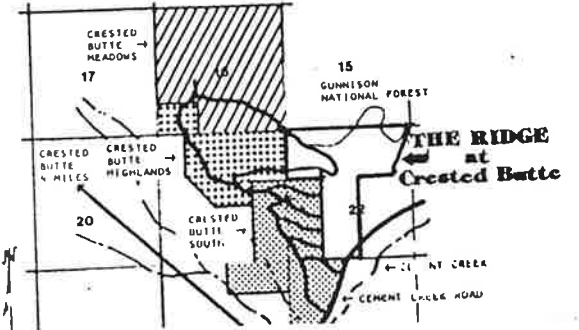 CRESTED
BUTTE
MEADOWS
17
16
15
GUNNISON
NATIONAL FOREST
THE RIDGE
at
Crested Butte
CRESTED
BUTTE
4 MILES
CRESTED
BUTTE
HIGHLANDS
CRESTED
BUTTE
SOUTH
20
22
CREEK
CEMENT CREEK ROAD
N